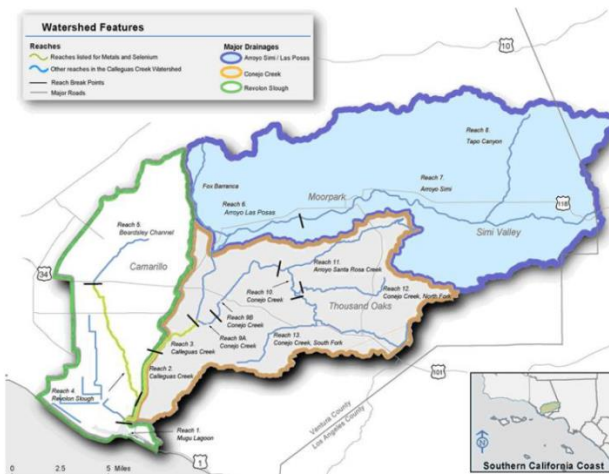 Watershed Features
Reaches
Reaches listed for Metals and Selenium
Other reaches in the Calleguas Creek Watershed
Reach Break Points
Major Roads
Major Drainages
Arroyo Simi / Las Posas
Conejo Creek
Revolon Slough
101
Reach 8.
Tapo Canyon
Fox Barranca
Reach 7.
Arroyo Simi
Moorpark
Reach 6.
Arroyo Las Posas
118
Simi Valley
Reach 5.
Beardsley Channel
Camarillo
34
Reach 11.
Arroyo Santa Rosa Creek
Reach 10.
Conejo Creek
Reach 12.
Conejo Creek, North Fork
Thousand Oaks
Reach 9B
Conejo Creek
Reach 9A.
Conejo Creek
Reach 13.
Conejo Creek, South Fork
Reach 3.
Calleguas Creek
Reach 2.
Calleguas Creek
Reach 4.
Revolon Slough
Reach 1.
Mugu Lagoon
1
101
Ventura County
Los Angeles County
0 2.5 5 Miles
N
Southern California Coast